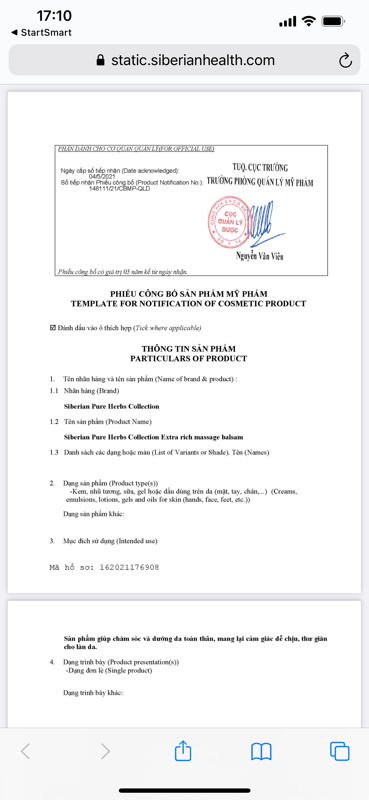 17:10
◀ StartSmart
static.siberianhealth.com
PHẦN DÀNH CHO CƠ QUAN QUẢN LÝ(FOR OFFICIAL USE)
Ngày cấp số tiếp nhận (Date acknowledged):
04/5/2021
Số tiếp nhận Phiếu công bố (Product Notification No.):
148111/21/CBMP-QLD
TUQ. CỤC TRƯỞNG
TRƯỞNG PHÒNG QUẢN LÝ MỸ PHẨM
CỤC
QUẢN LÝ
DƯỢC
Nguyễn Văn Viên
Phiếu công bố có giá trị 05 năm kể từ ngày nhận.
PHIẾU CÔNG BỐ SẢN PHẨM MỸ PHẨM
TEMPLATE FOR NOTIFICATION OF COSMETIC PRODUCT
☑ Đánh dấu vào ô thích hợp (Tick where applicable)
THÔNG TIN SẢN PHẨM
PARTICULARS OF PRODUCT
1. Tên nhãn hàng và tên sản phẩm (Name of brand & product) :
1.1 Nhãn hàng (Brand)
Siberian Pure Herbs Collection
1.2 Tên sản phẩm (Product Name)
Siberian Pure Herbs Collection Extra rich massage balsam
1.3 Danh sách các dạng hoặc màu (List of Variants or Shade). Tên (Names)
2. Dạng sản phẩm (Product type(s))
-Kem, nhũ tương, sữa, gel hoặc dầu dùng trên da (mặt, tay, chân,...) (Creams,
emulsions, lotions, gels and oils for skin (hands, face, feet, etc.))
Dạng sản phẩm khác:
3. Mục đích sử dụng (Intended use)
Mã hồ sơ: 162021176908
Sản phẩm giúp chăm sóc và dưỡng da toàn thân, mang lại cảm giác dễ chịu, thư giãn
cho làn da.
4. Dạng trình bày (Product presentation(s))
-Dạng đơn lẻ (Single product)
Dạng trình bày khác: